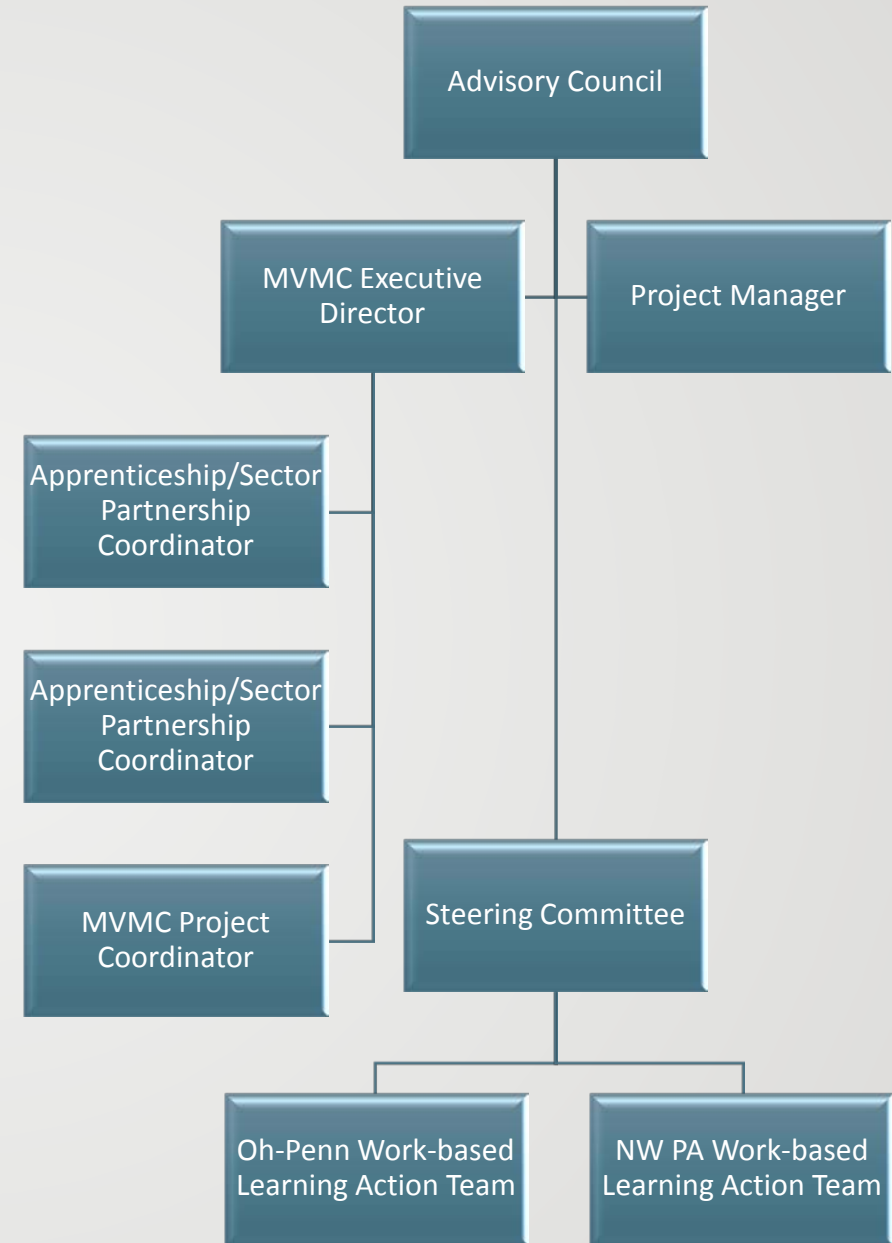 Advisory Council
MVMC Executive
Director
Project Manager
Apprenticeship/Sector
Partnership
Coordinator
Apprenticeship/Sector
Partnership
Coordinator
MVMC Project
Coordinator
Steering Committee
Oh-Penn Work-based
Learning Action Team
NW PA Work-based
Learning Action Team